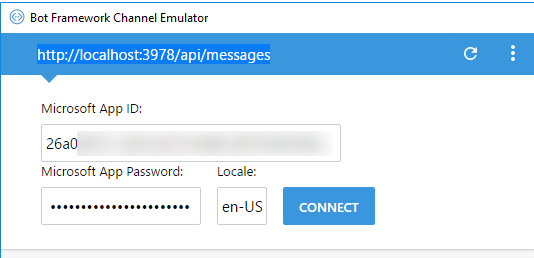 Bot Framework Channel Emulator
http://localhost:3978/api/messages
Microsoft App ID:
26a0
Microsoft App Password: Locale:
••••••••••••••••••••••• en-US CONNECT